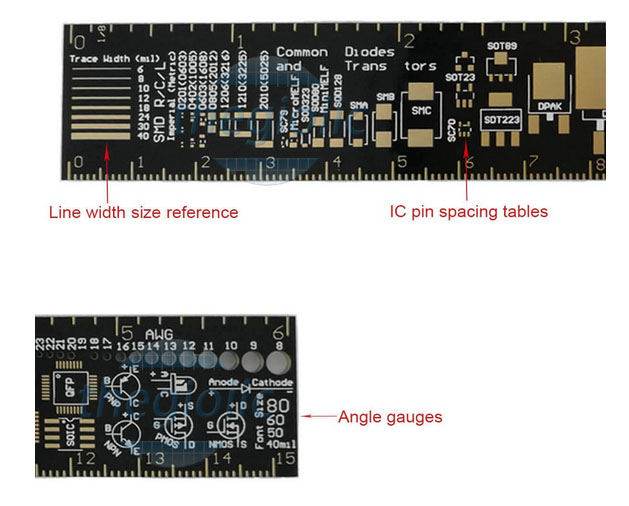 0 1/8 1 2 3
Trace Width (mil)
6
8
10
12
16
24
30
40
SMD R/C/L
Imperial (Metric)
0201(0603)
0402(1005)
0603(1608)
0805(2012)
1206(3216)
1210(3225)
2010(5025)
Common Diodes
and Trans tors
SC79
MicroMELF
SOD323
SOD80
MiniMELF
SOD128
SMA
SMB
SMC
SOT23
SC70
SOT89
SOT223
DPAK
0 1 2 3 4 5 6 7 8
Line width size reference
IC pin spacing tables
5 6
AWG
23 22 21 20 19 18 17 16 15 14 13 12 11 10 9 8
QFP
SOIC
B C E
PNP
B C E
NPN
Anode Cathode
G S D
PMOS
G D S
NMOS
Font Size
80
60
50
40mil
12 13 14 15
thegioiic
Angle gauges